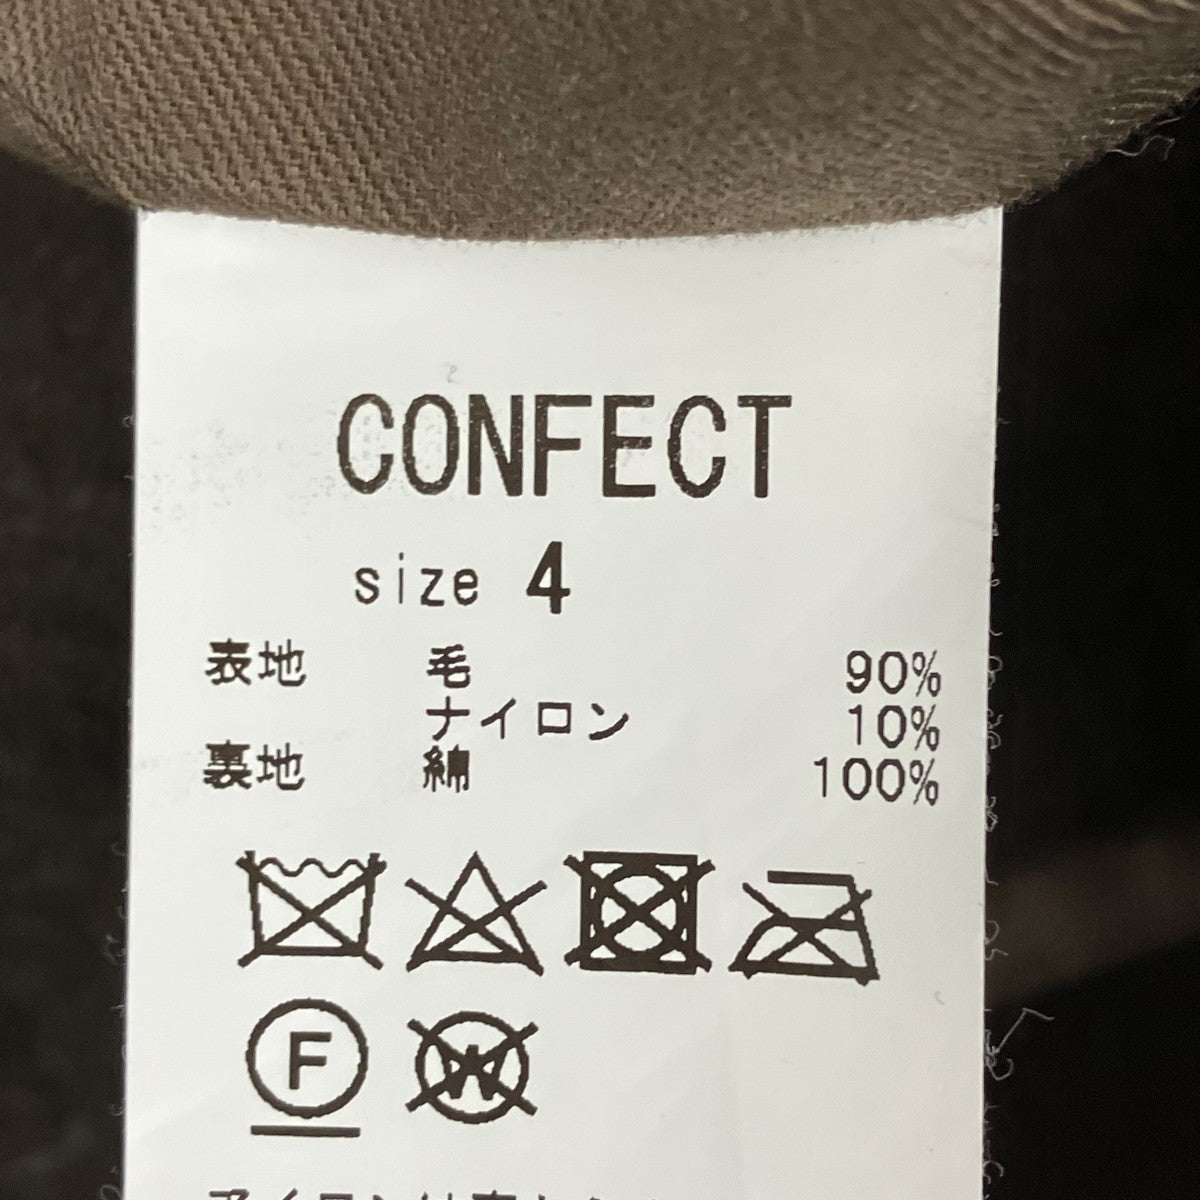 CONFECT
size 4
表地 毛 90%
ナイロン 10%
裏地 綿 100%
F
W